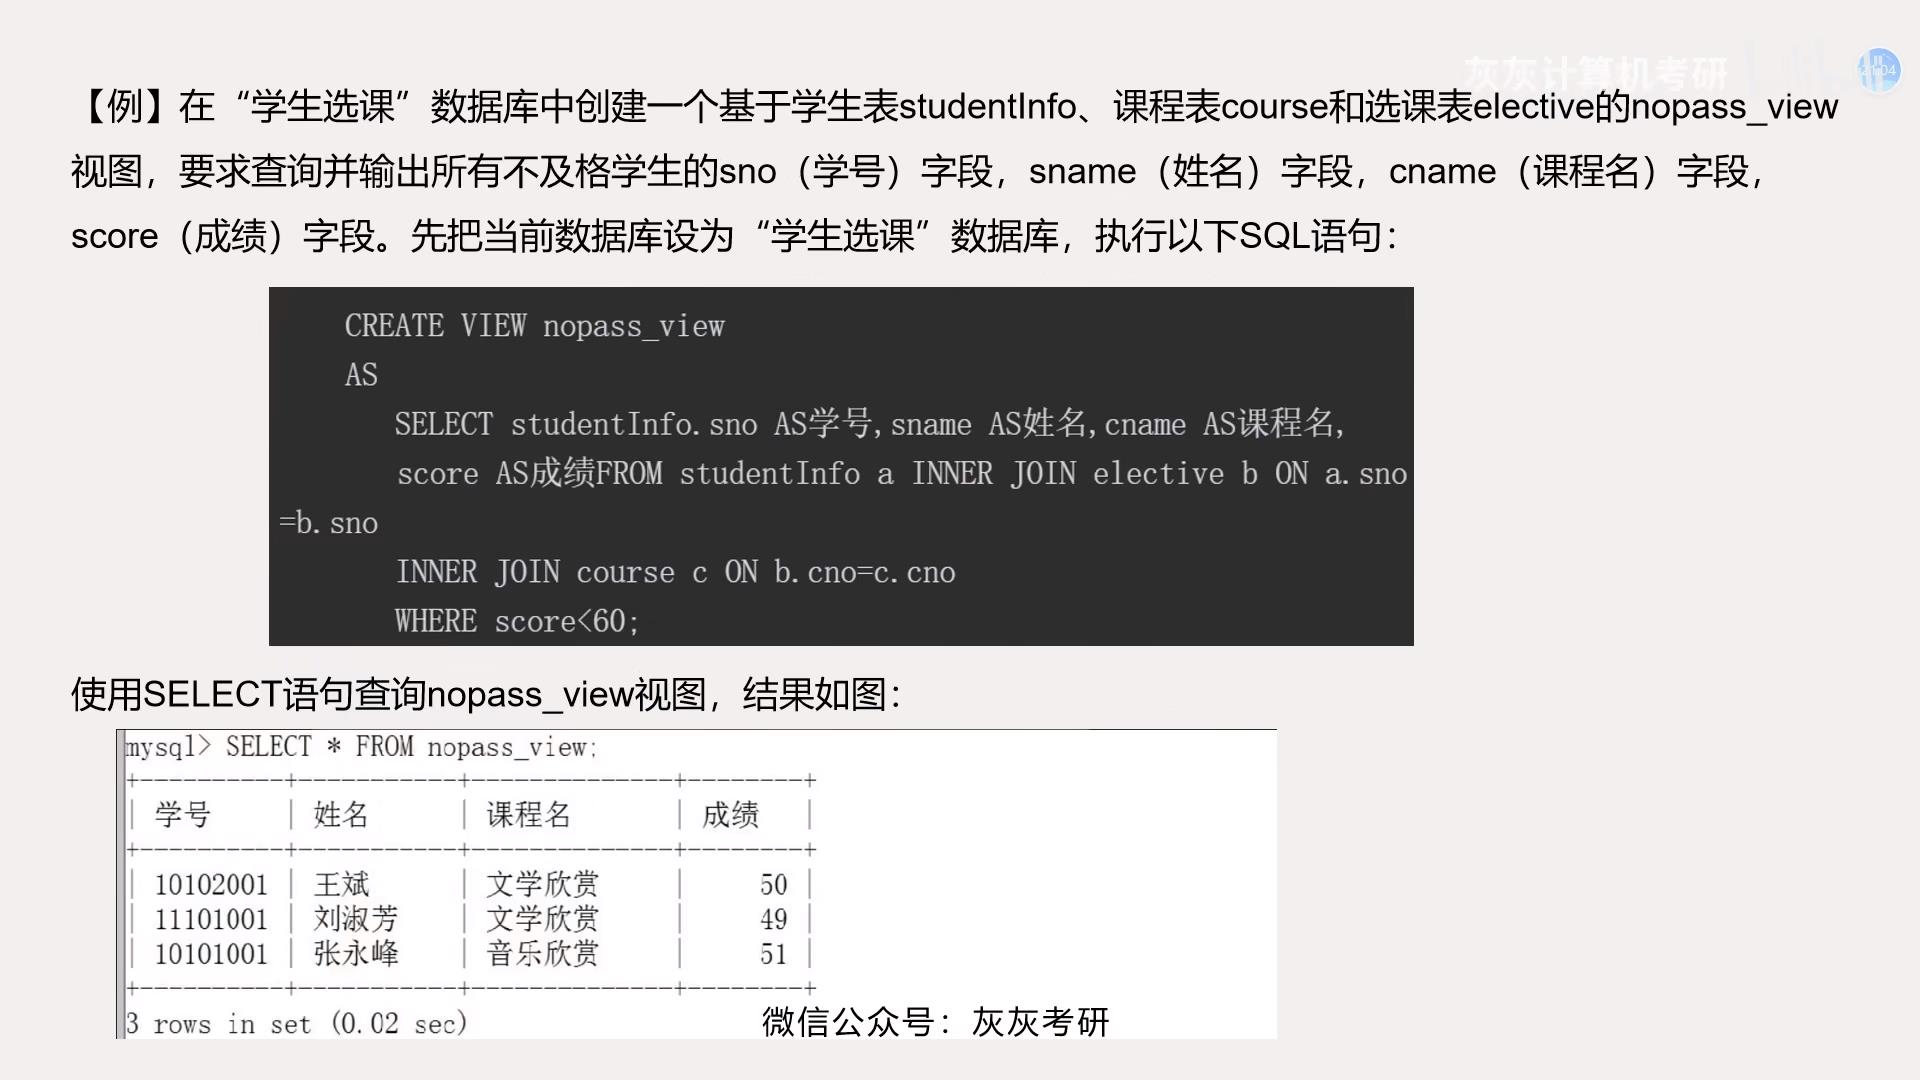 灰灰计算机考研
21:04
【例】在“学生选课”数据库中创建一个基于学生表studentInfo、课程表course和选课表elective的nopass_view
视图，要求查询并输出所有不及格学生的sno（学号）字段，sname（姓名）字段，cname（课程名）字段，
score（成绩）字段。先把当前数据库设为“学生选课”数据库，执行以下SQL语句：
CREATE VIEW nopass_view
AS
SELECT studentInfo.sno AS学号,sname AS姓名,cname AS课程名,
score AS成绩FROM studentInfo a INNER JOIN elective b ON a.sno
=b.sno
INNER JOIN course c ON b.cno=c.cno
WHERE score<60;
使用SELECT语句查询nopass_view视图，结果如图：
mysql> SELECT * FROM nopass_view;
+----------+-----------+--------------+--------+
| 学号 | 姓名 | 课程名 | 成绩 |
+----------+-----------+--------------+--------+
| 10102001 | 王斌 | 文学欣赏 | 50 |
| 11101001 | 刘淑芳 | 文学欣赏 | 49 |
| 10101001 | 张永峰 | 音乐欣赏 | 51 |
+----------+-----------+--------------+--------+
3 rows in set (0.02 sec)
微信公众号：灰灰考研